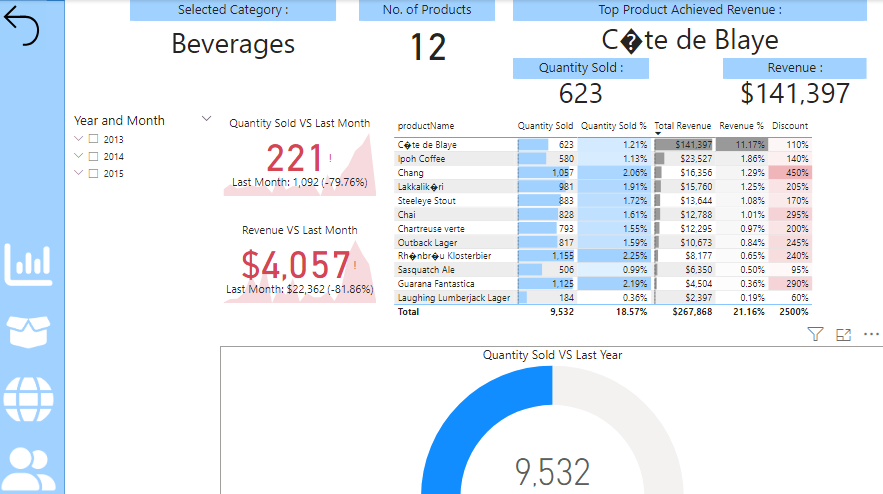 Selected Category :
No. of Products
Top Product Achieved Revenue :
Beverages
12
C�te de Blaye
Quantity Sold :
Revenue :
623
$141,397
Year and Month
2013
2014
2015
Quantity Sold VS Last Month
221!
Last Month: 1,092 (-79.76%)
Revenue VS Last Month
$4,057!
Last Month: $22,362 (-81.86%)
productName Quantity Sold Quantity Sold % Total Revenue Revenue % Discount
C�te de Blaye 623 1.21% $141,397 11.17% 110%
Ipoh Coffee 580 1.13% $23,527 1.86% 140%
Chang 1,057 2.06% $16,356 1.29% 450%
Lakkalik�ri 981 1.91% $15,760 1.25% 205%
Steeleye Stout 883 1.72% $13,644 1.08% 170%
Chai 828 1.61% $12,788 1.01% 295%
Chartreuse verte 793 1.55% $12,295 0.97% 200%
Outback Lager 817 1.59% $10,673 0.84% 245%
Rh�nbr�u Klosterbier 1,155 2.25% $8,177 0.65% 240%
Sasquatch Ale 506 0.99% $6,350 0.50% 95%
Guarana Fantastica 1,125 2.19% $4,504 0.36% 290%
Laughing Lumberjack Lager 184 0.36% $2,397 0.19% 60%
Total 9,532 18.57% $267,868 21.16% 2500%
Quantity Sold VS Last Year
9,532